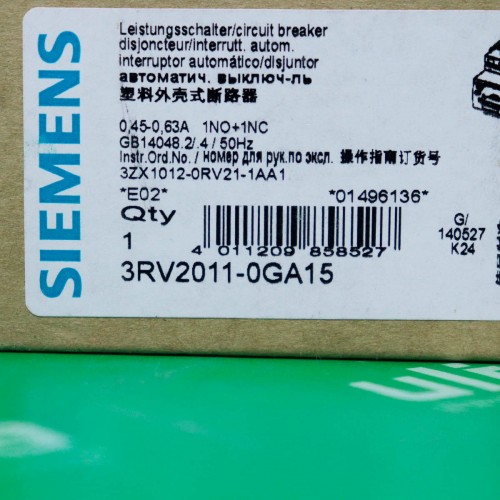 SIEMENS
Leistungsschalter/circuit breaker
disjoncteur/interrutt. autom.
interruptor automático/disjuntor
автоматич. выключ-ль
塑料外壳式断路器
0,45-0,63A 1NO+1NC
GB14048.2/.4 / 50Hz
Instr.Ord.No. / номер для рук.по экспл. 操作指南订货号
3ZX1012-0RV21-1AA1
*E02* *01496136*
Qty
1
4 011209 858527
G/
140527
K24
3RV2011-0GA15